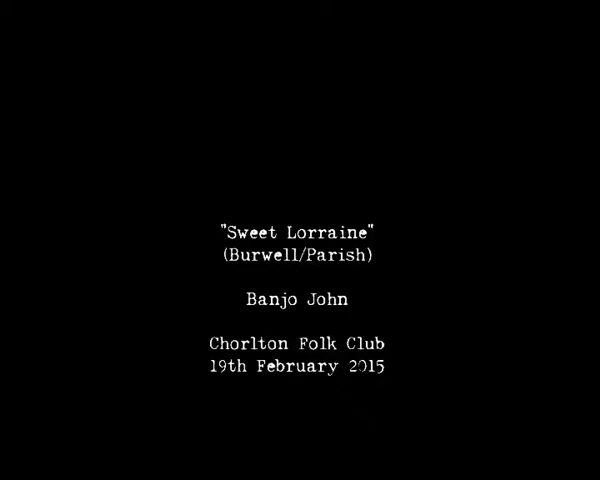 "Sweet Lorraine"
(Burwell/Parish)
Banjo John
Chorlton Folk Club
19th February 2015